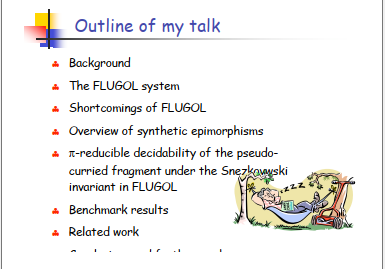 Outline of my talk
Background
The FLUGOL system
Shortcomings of FLUGOL
Overview of synthetic epimorphisms
π-reducible decidability of the pseudo-
curried fragment under the Snezkovwski
invariant in FLUGOL
zzZ
Benchmark results
Related work